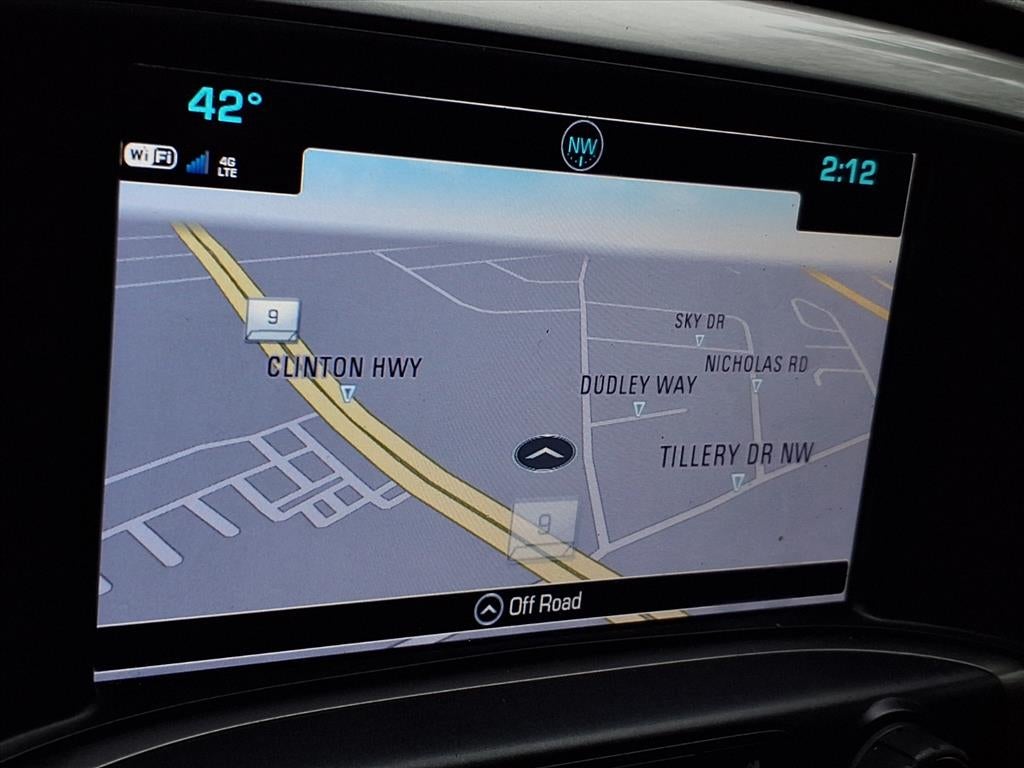 42°
NW
2:12
WiFi
4G
LTE
9
SKY DR
CLINTON HWY
NICHOLAS RD
DUDLEY WAY
TILLERY DR NW
9
Off Road